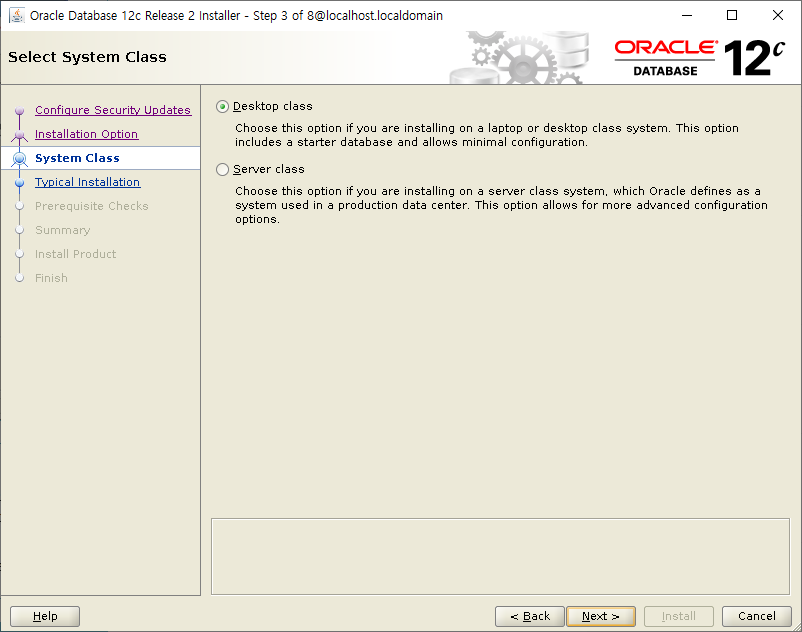 Oracle Database 12c Release 2 Installer - Step 3 of 8@localhost.localdomain
Select System Class
ORACLE®
DATABASE
12c
Configure Security Updates
Installation Option
System Class
Typical Installation
Prerequisite Checks
Summary
Install Product
Finish
Desktop class
Choose this option if you are installing on a laptop or desktop class system. This option
includes a starter database and allows minimal configuration.
Server class
Choose this option if you are installing on a server class system, which Oracle defines as a
system used in a production data center. This option allows for more advanced configuration
options.
Help
< Back
Next >
Install
Cancel